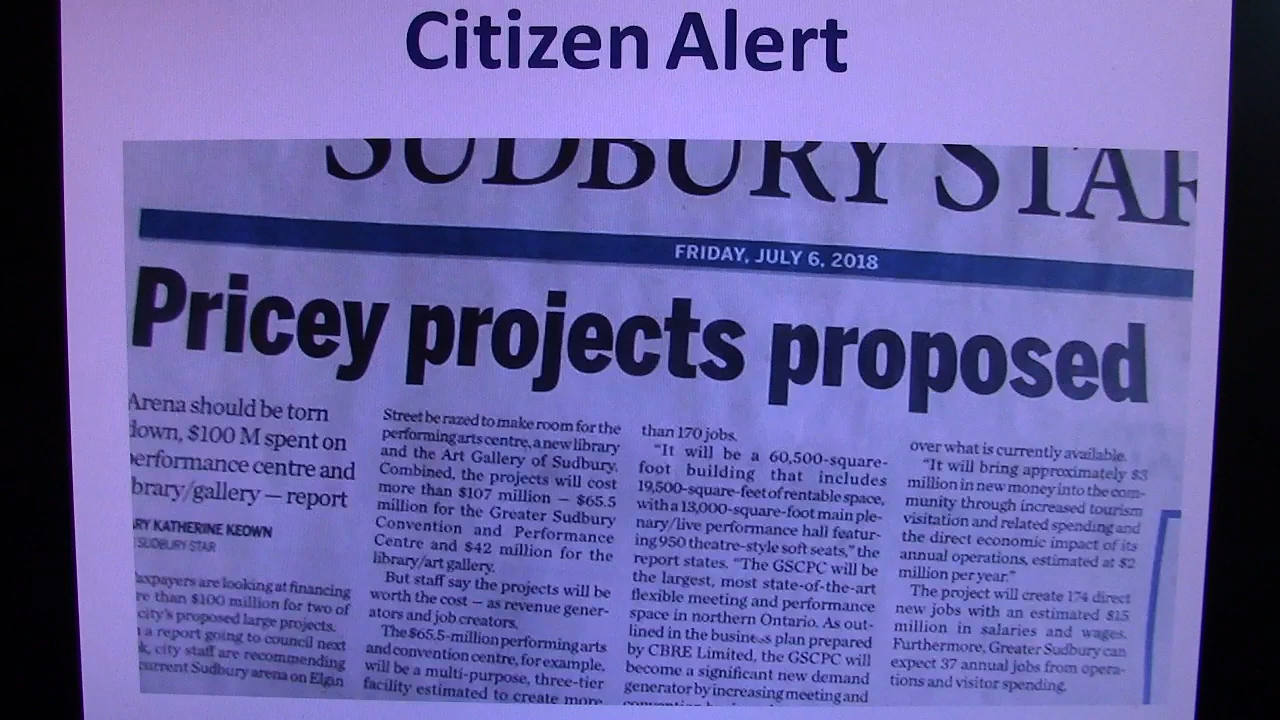 Citizen Alert
SUDBURY STAR
FRIDAY, JULY 6, 2018
Pricey projects proposed
Arena should be torn
down, $100 M spent on
performance centre and
library/gallery — report
MARY KATHERINE KEOWN
SUDBURY STAR
Taxpayers are looking at financing
more than $100 million for two of
city's proposed large projects.
a report going to council next
city staff are recommending
current Sudbury arena on Elgin
Street be razed to make room for the
performing arts centre, a new library
and the Art Gallery of Sudbury.
Combined, the projects will cost
more than $107 million — $65.5
million for the Greater Sudbury
Convention and Performance
Centre and $42 million for the
library/art gallery.
But staff say the projects will be
worth the cost — as revenue gener-
ators and job creators.
The $65.5-million performing arts
and convention centre, for example,
will be a multi-purpose, three-tier
facility estimated to create more
than 170 jobs.
"It will be a 60,500-square-
foot building that includes
19,500-square-feet of rentable space,
with a 13,000-square-foot main ple-
nary/live performance hall featur-
ing 950 theatre-style soft seats," the
report states. "The GSCPC will be
the largest, most state-of-the-art
flexible meeting and performance
space in northern Ontario. As out-
lined in the business plan prepared
by CBRE Limited, the GSCPC will
become a significant new demand
generator by increasing meeting and
over what is currently available.
"It will bring approximately $3
million in new money into the com-
munity through increased tourism
visitation and related spending and
the direct economic impact of its
annual operations, estimated at $2
million per year."
The project will create 174 direct
new jobs with an estimated $15
million in salaries and wages.
Furthermore, Greater Sudbury can
expect 37 annual jobs from opera-
tions and visitor spending.